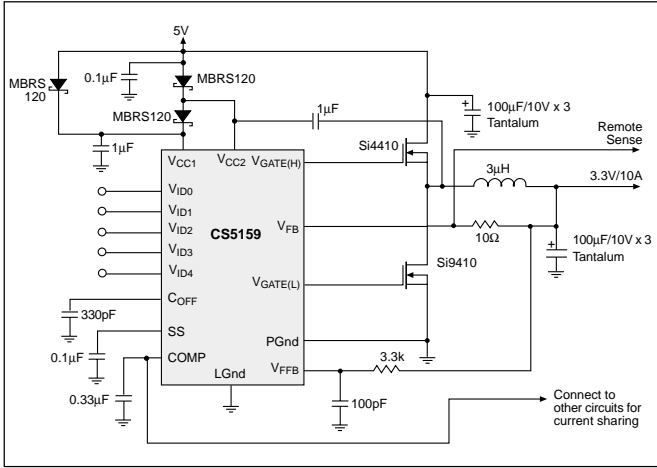 5V
MBRS
120
0.1μF
MBRS120
MBRS120
1μF
1μF
100μF/10V x 3
Tantalum
Remote
Sense
Si4410
3μH
3.3V/10A
VCC1
VCC2
VGATE(H)
VID0
VID1
VID2
VID3
VID4
CS5159
VFB
10Ω
100μF/10V x 3
Tantalum
Si9410
VGATE(L)
COFF
330pF
SS
0.1μF
COMP
0.33μF
LGnd
PGnd
VFFB
3.3k
100pF
Connect to
other circuits for
current sharing